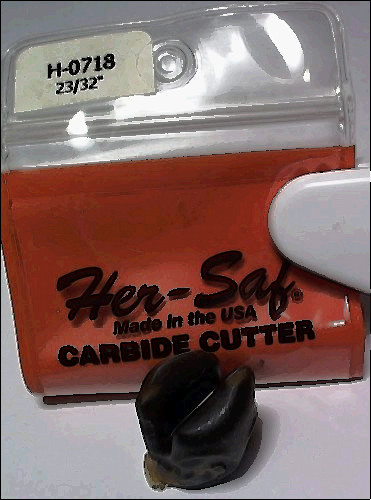 H-0718
23/32"
Her-Saf®
Made in the USA
CARBIDE CUTTER